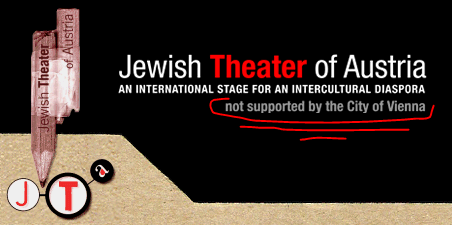 Jewish Theater of Austria
Jewish Theater of Austria
AN INTERNATIONAL STAGE FOR AN INTERCULTURAL DIASPORA
not supported by the City of Vienna
J T a